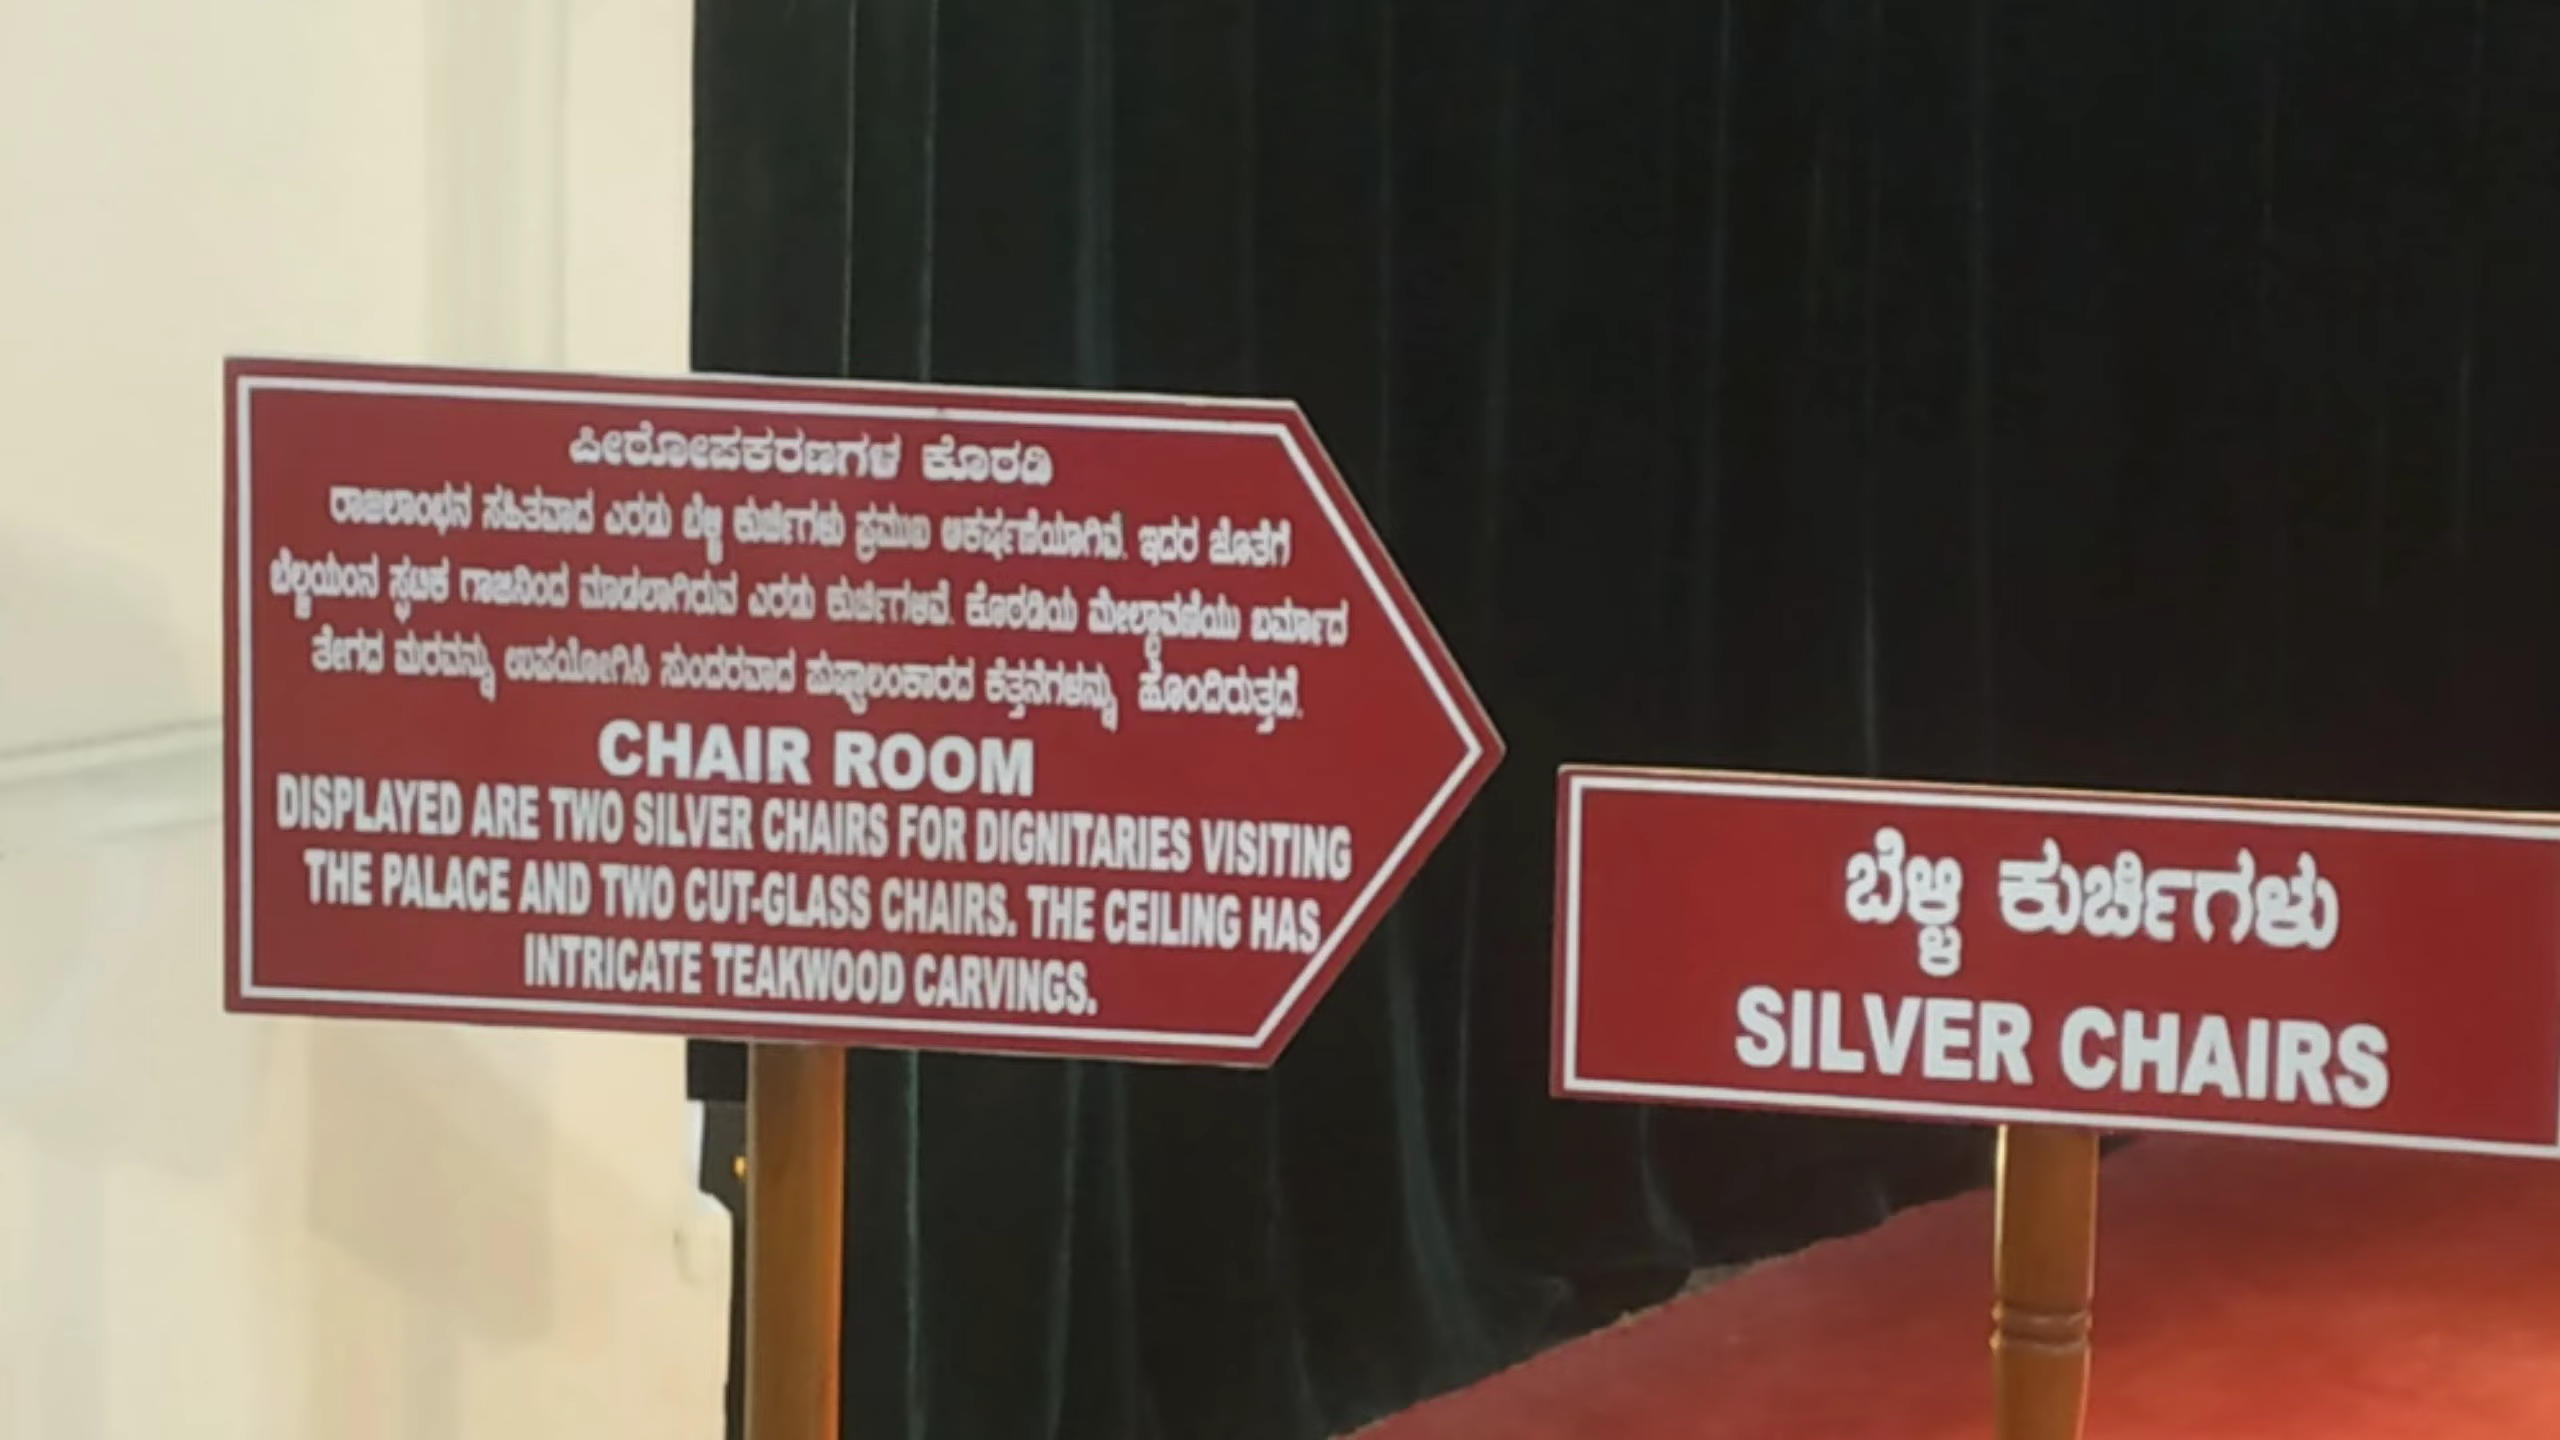 ಪೀಠೋಪಕರಣಗಳ ಕೊಠಡಿ
ರಾಜಲಾಂಛನ ಸಹಿತವಾದ ಎರಡು ಬೆಳ್ಳಿ ಕುರ್ಚಿಗಳು ಪ್ರಮುಖ ಆಕರ್ಷಣೆಯಾಗಿವೆ. ಇದರ ಜೊತೆಗೆ
ಬೆಲ್ಜಿಯಂನ ಸ್ಫಟಿಕ ಗಾಜಿನಿಂದ ಮಾಡಲಾಗಿರುವ ಎರಡು ಕುರ್ಚಿಗಳಿವೆ. ಕೊಠಡಿಯ ಮೇಲ್ಛಾವಣಿಯು ಬರ್ಮಾದ
ತೇಗದ ಮರವನ್ನು ಉಪಯೋಗಿಸಿ ಸುಂದರವಾದ ಪುಷ್ಪಾಲಂಕಾರದ ಕೆತ್ತನೆಗಳನ್ನು ಹೊಂದಿರುತ್ತದೆ.
CHAIR ROOM
DISPLAYED ARE TWO SILVER CHAIRS FOR DIGNITARIES VISITING
THE PALACE AND TWO CUT-GLASS CHAIRS. THE CEILING HAS
INTRICATE TEAKWOOD CARVINGS.
ಬೆಳ್ಳಿ ಕುರ್ಚಿಗಳು
SILVER CHAIRS